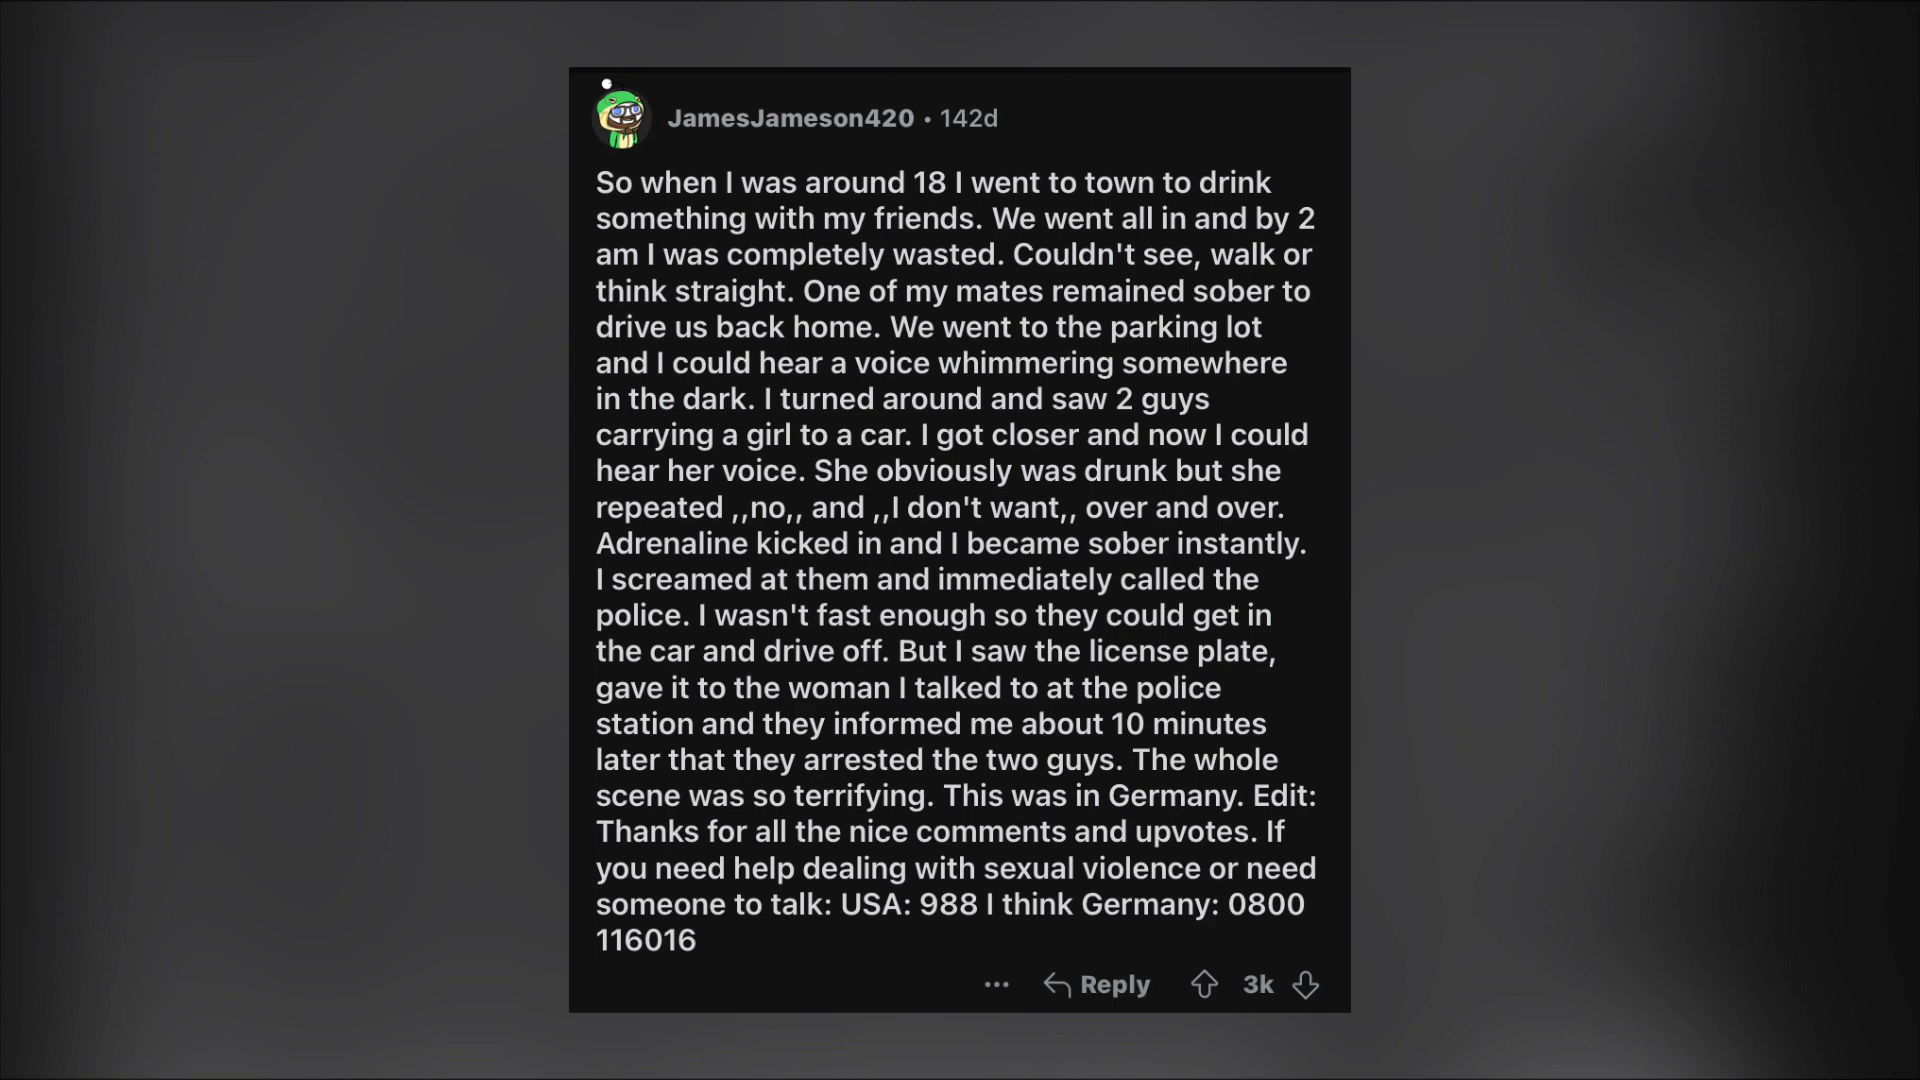 JamesJameson420 • 142d
So when I was around 18 I went to town to drink
something with my friends. We went all in and by 2
am I was completely wasted. Couldn't see, walk or
think straight. One of my mates remained sober to
drive us back home. We went to the parking lot
and I could hear a voice whimmering somewhere
in the dark. I turned around and saw 2 guys
carrying a girl to a car. I got closer and now I could
hear her voice. She obviously was drunk but she
repeated ,,no,, and ,,I don't want,, over and over.
Adrenaline kicked in and I became sober instantly.
I screamed at them and immediately called the
police. I wasn't fast enough so they could get in
the car and drive off. But I saw the license plate,
gave it to the woman I talked to at the police
station and they informed me about 10 minutes
later that they arrested the two guys. The whole
scene was so terrifying. This was in Germany. Edit:
Thanks for all the nice comments and upvotes. If
you need help dealing with sexual violence or need
someone to talk: USA: 988 I think Germany: 0800
116016
... Reply 3k